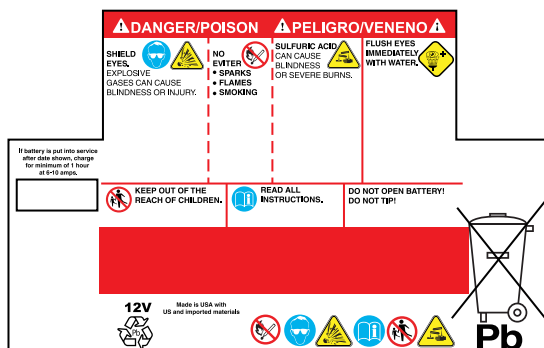 DANGER/POISON
PELIGRO/VENENO
SHIELD
EYES.
EXPLOSIVE
GASES CAN CAUSE
BLINDNESS OR INJURY.
NO
EVITER
• SPARKS
• FLAMES
• SMOKING
SULFURIC ACID
CAN CAUSE
BLINDNESS
OR SEVERE BURNS.
FLUSH EYES
IMMEDIATELY
WITH WATER.
If battery is put into service
after date shown, charge
for minimum of 1 hour
at 6-10 amps.
KEEP OUT OF THE
REACH OF CHILDREN.
READ ALL
INSTRUCTIONS.
DO NOT OPEN BATTERY!
DO NOT TIP!
12V
Pb
Made is USA with
US and imported materials
Pb